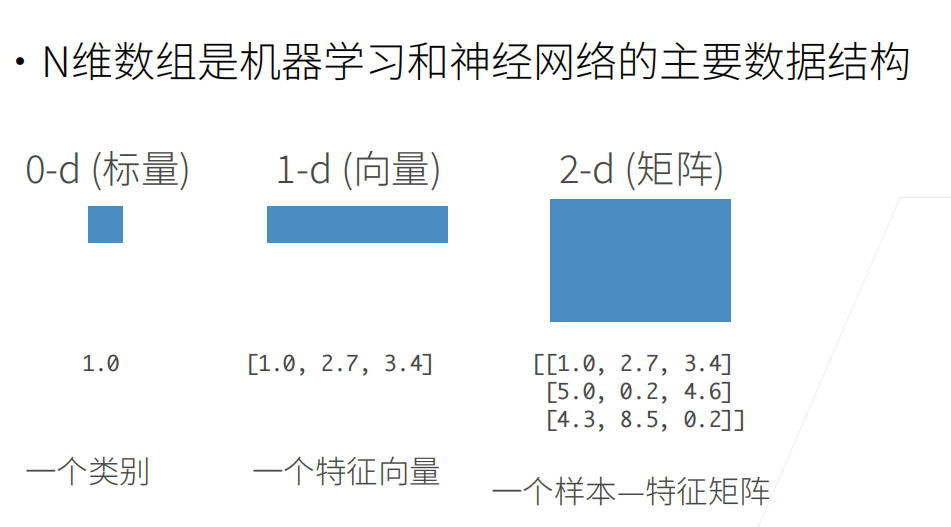 • N维数组是机器学习和神经网络的主要数据结构
0-d (标量)
1-d (向量)
2-d (矩阵)
1.0
[1.0, 2.7, 3.4]
[[1.0, 2.7, 3.4]
[5.0, 0.2, 4.6]
[4.3, 8.5, 0.2]]
一个类别
一个特征向量
一个样本—特征矩阵